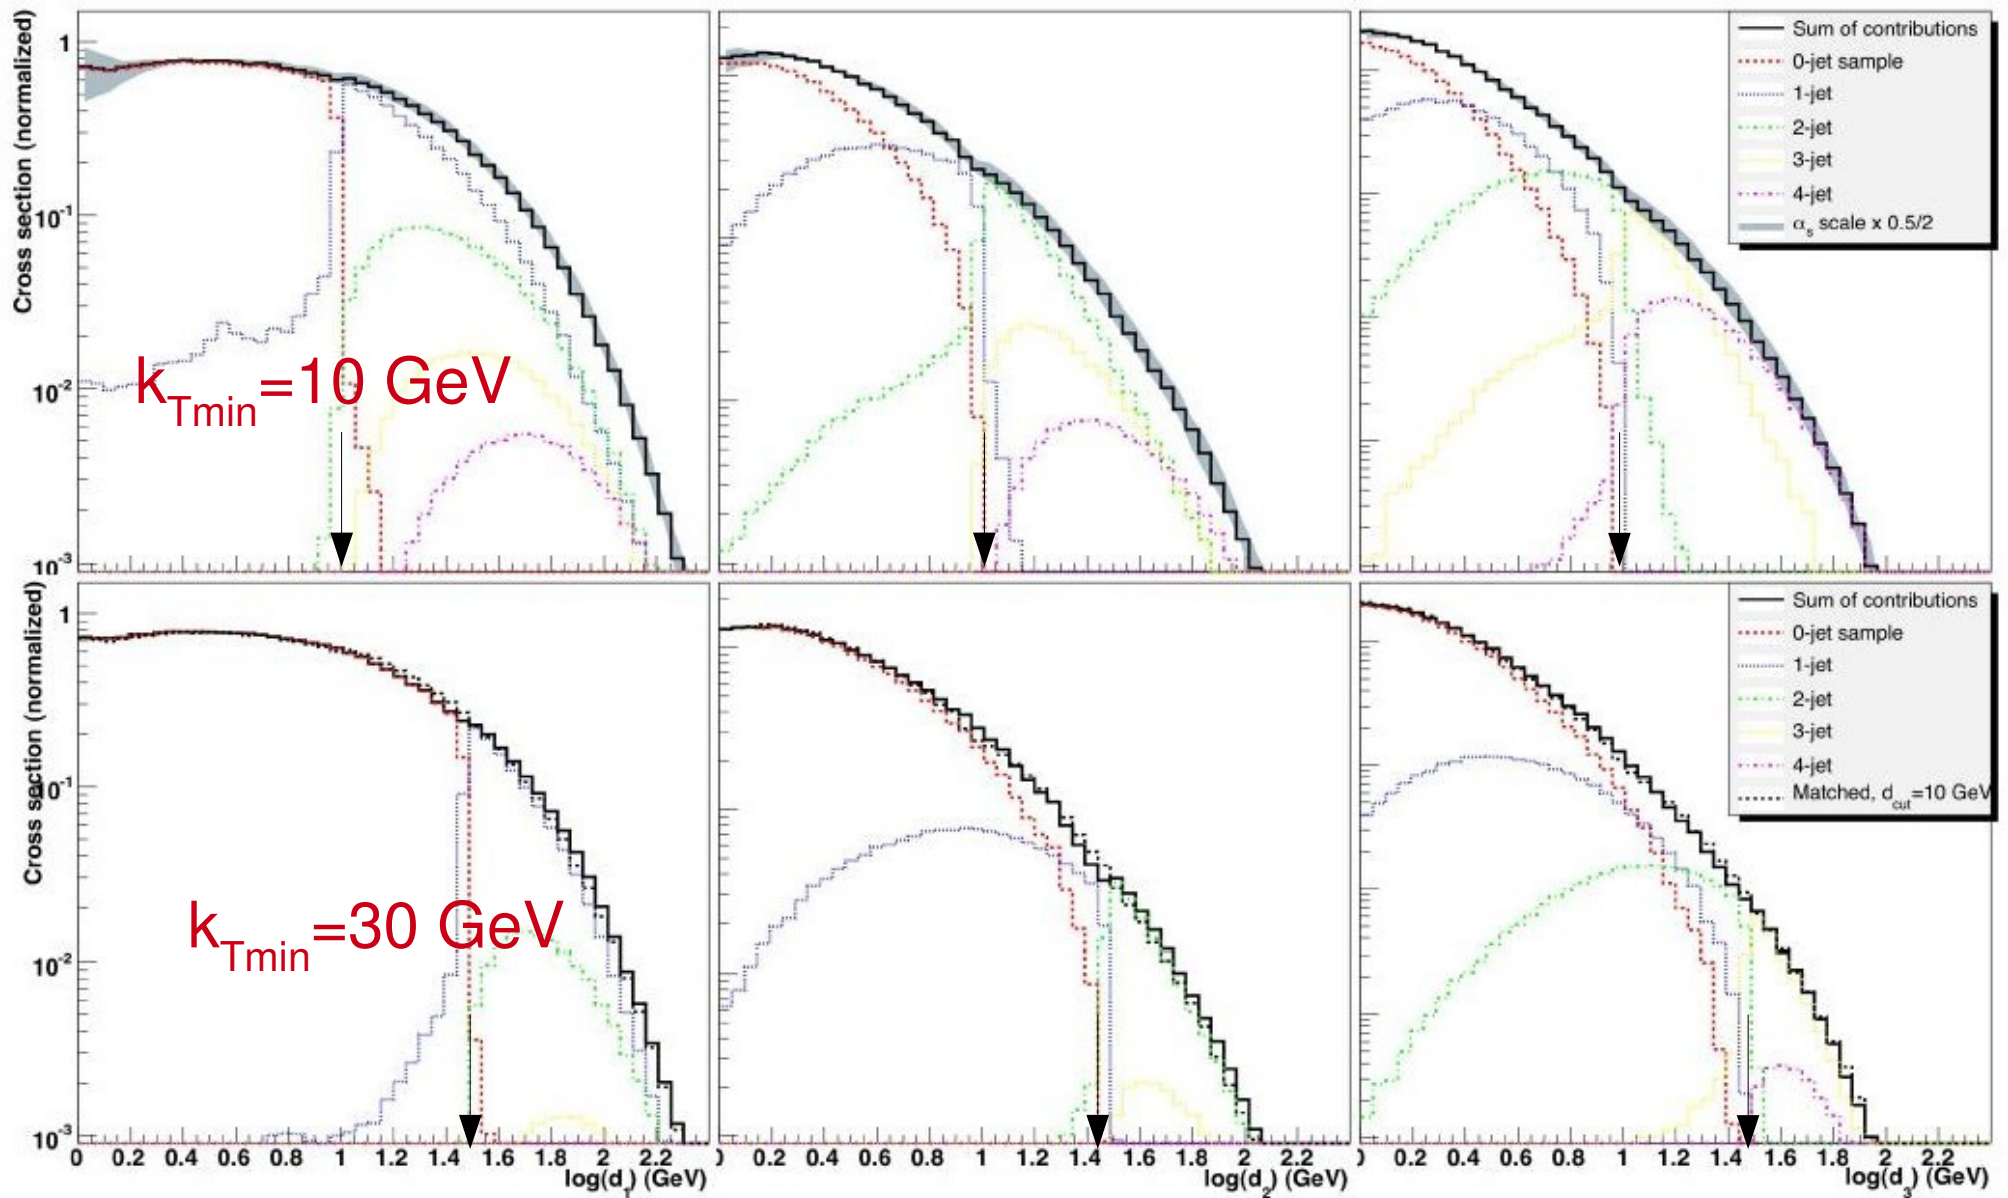 Cross section (normalized)
1
10-1
10-2
10-3
kTmin=10 GeV
Sum of contributions
0-jet sample
1-jet
2-jet
3-jet
4-jet
αs scale x 0.5/2
Cross section (normalized)
1
10-1
10-2
10-3
kTmin=30 GeV
Sum of contributions
0-jet sample
1-jet
2-jet
3-jet
4-jet
Matched, dcut=10 GeV
0 0.2 0.4 0.6 0.8 1 1.2 1.4 1.6 1.8 2 2.2
log(d1) (GeV)
0.2 0.4 0.6 0.8 1 1.2 1.4 1.6 1.8 2 2.2
log(d2) (GeV)
0.2 0.4 0.6 0.8 1 1.2 1.4 1.6 1.8 2 2.2
log(d3) (GeV)